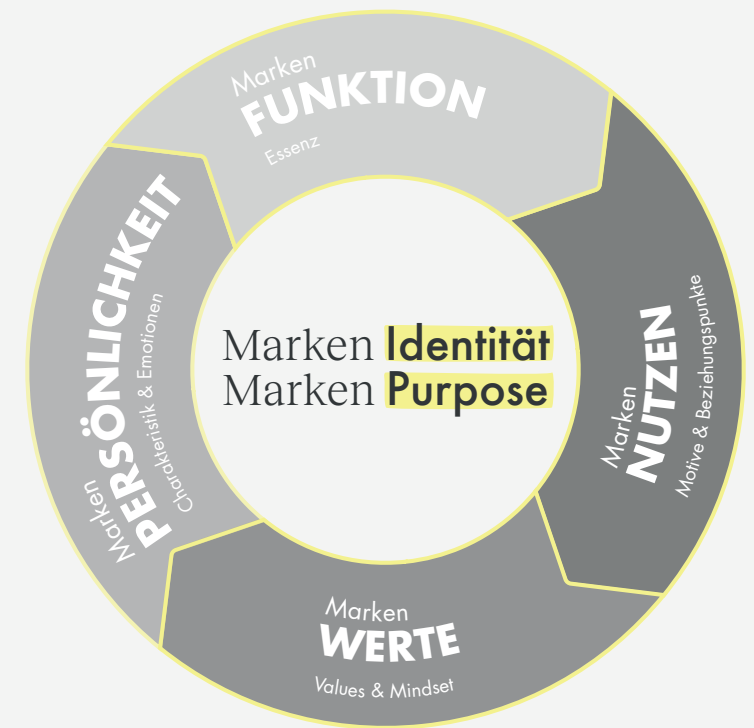 Marken
FUNKTION
Essenz
Marken
NUTZEN
Motive & Beziehungspunkte
Marken
WERTE
Values & Mindset
Marken
PERSÖNLICHKEIT
Charakteristik & Emotionen
Marken Identität
Marken Purpose